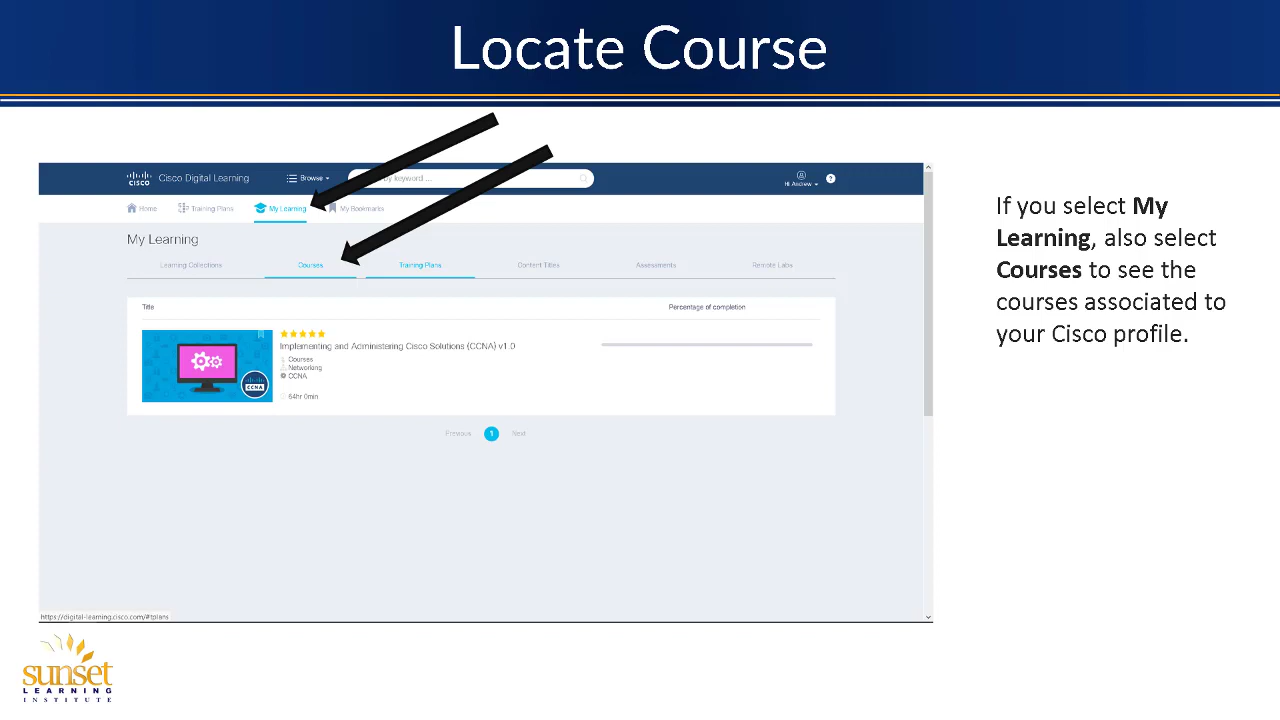 Locate Course
CISCO Cisco Digital Learning Browse by keyword ... Hi Andrew ?
Home Training Plans My Learning My Bookmarks
My Learning
Learning Collections Courses Training Plans Content Titles Assessments Remote Labs
Title Percentage of completion
Implementing and Administering Cisco Solutions (CCNA) v1.0
Courses
Networking
CCNA
CCNA
64hr 0min
Previous 1 Next
https://digital-learning.cisco.com/#tplans
If you select My
Learning, also select
Courses to see the
courses associated to
your Cisco profile.
sunset
LEARNING
INSTITUTE